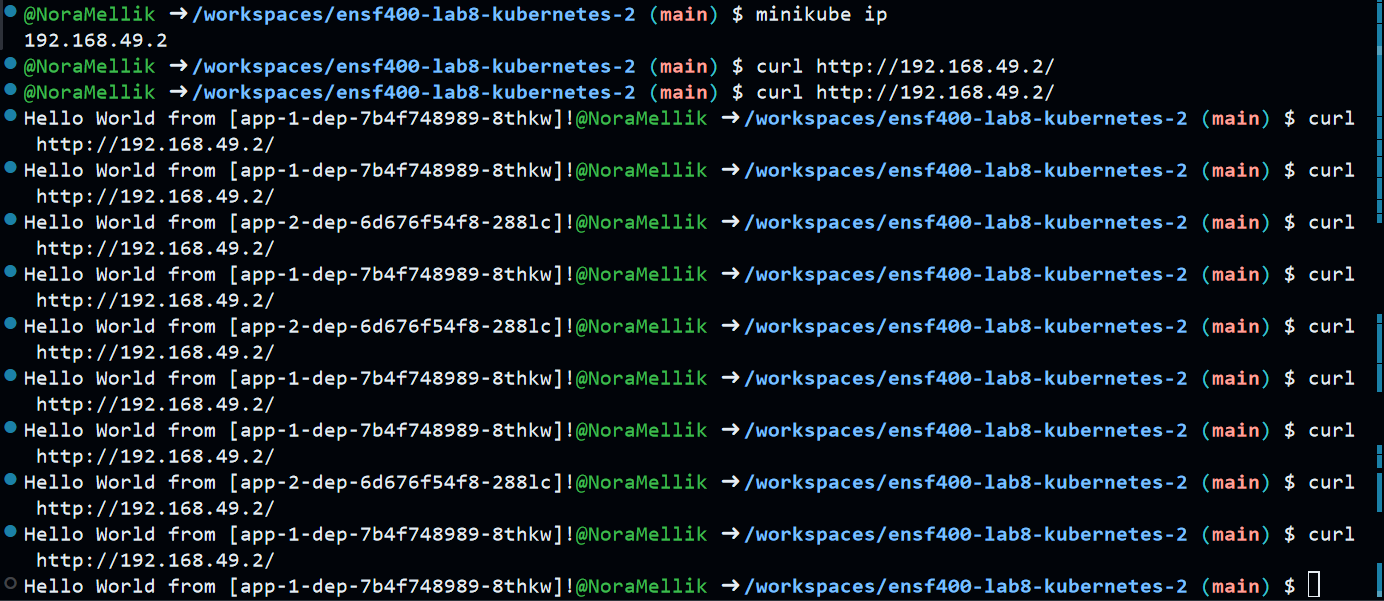 @NoraMellik ➜/workspaces/ensf400-lab8-kubernetes-2 (main) $ minikube ip
192.168.49.2
@NoraMellik ➜/workspaces/ensf400-lab8-kubernetes-2 (main) $ curl http://192.168.49.2/
@NoraMellik ➜/workspaces/ensf400-lab8-kubernetes-2 (main) $ curl http://192.168.49.2/
Hello World from [app-1-dep-7b4f748989-8thkw]!@NoraMellik ➜/workspaces/ensf400-lab8-kubernetes-2 (main) $ curl
http://192.168.49.2/
Hello World from [app-1-dep-7b4f748989-8thkw]!@NoraMellik ➜/workspaces/ensf400-lab8-kubernetes-2 (main) $ curl
http://192.168.49.2/
Hello World from [app-2-dep-6d676f54f8-288lc]!@NoraMellik ➜/workspaces/ensf400-lab8-kubernetes-2 (main) $ curl
http://192.168.49.2/
Hello World from [app-1-dep-7b4f748989-8thkw]!@NoraMellik ➜/workspaces/ensf400-lab8-kubernetes-2 (main) $ curl
http://192.168.49.2/
Hello World from [app-2-dep-6d676f54f8-288lc]!@NoraMellik ➜/workspaces/ensf400-lab8-kubernetes-2 (main) $ curl
http://192.168.49.2/
Hello World from [app-1-dep-7b4f748989-8thkw]!@NoraMellik ➜/workspaces/ensf400-lab8-kubernetes-2 (main) $ curl
http://192.168.49.2/
Hello World from [app-1-dep-7b4f748989-8thkw]!@NoraMellik ➜/workspaces/ensf400-lab8-kubernetes-2 (main) $ curl
http://192.168.49.2/
Hello World from [app-2-dep-6d676f54f8-288lc]!@NoraMellik ➜/workspaces/ensf400-lab8-kubernetes-2 (main) $ curl
http://192.168.49.2/
Hello World from [app-1-dep-7b4f748989-8thkw]!@NoraMellik ➜/workspaces/ensf400-lab8-kubernetes-2 (main) $ curl
http://192.168.49.2/
Hello World from [app-1-dep-7b4f748989-8thkw]!@NoraMellik ➜/workspaces/ensf400-lab8-kubernetes-2 (main) $